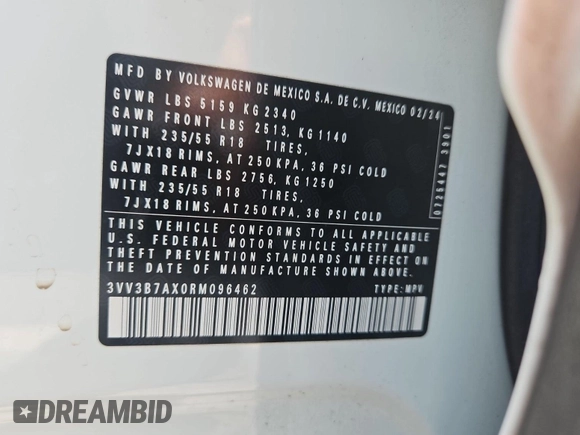 MFD BY VOLKSWAGEN DE MEXICO S.A. DE C.V. MEXICO 02/24
GVWR LBS 5159 KG 2340
GAWR FRONT LBS 2513, KG 1140
WITH 235/55 R18 TIRES,
7JX18 RIMS, AT 250 KPA, 36 PSI COLD
GAWR REAR LBS 2756, KG 1250
WITH 235/55 R18 TIRES,
7JX18 RIMS, AT 250 KPA, 36 PSI COLD
THIS VEHICLE CONFORMS TO ALL APPLICABLE
U.S. FEDERAL MOTOR VEHICLE SAFETY AND
THEFT PREVENTION STANDARDS IN EFFECT ON
THE DATE OF MANUFACTURE SHOWN ABOVE.
3VV3B7AX0RM096462 TYPE: MPV
0725447 3901
DREAMBID